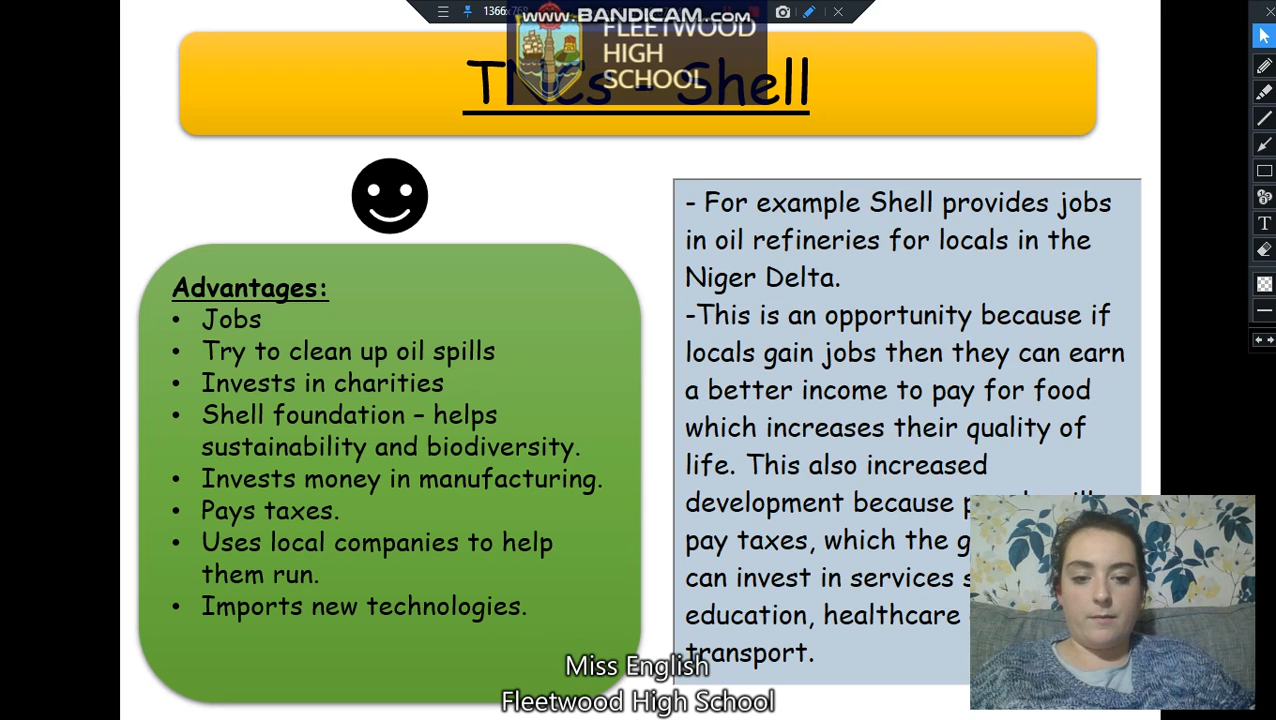 1366x768
www.BANDICAM.com
FLEETWOOD
HIGH
SCHOOL
TNCs - Shell
Advantages:
• Jobs
• Try to clean up oil spills
• Invests in charities
• Shell foundation – helps
sustainability and biodiversity.
• Invests money in manufacturing.
• Pays taxes.
• Uses local companies to help
them run.
• Imports new technologies.
- For example Shell provides jobs
in oil refineries for locals in the
Niger Delta.
-This is an opportunity because if
locals gain jobs then they can earn
a better income to pay for food
which increases their quality of
life. This also increased
development because
pay taxes, which the
can invest in services
education, healthcare
transport.
Miss English
Fleetwood High School
T